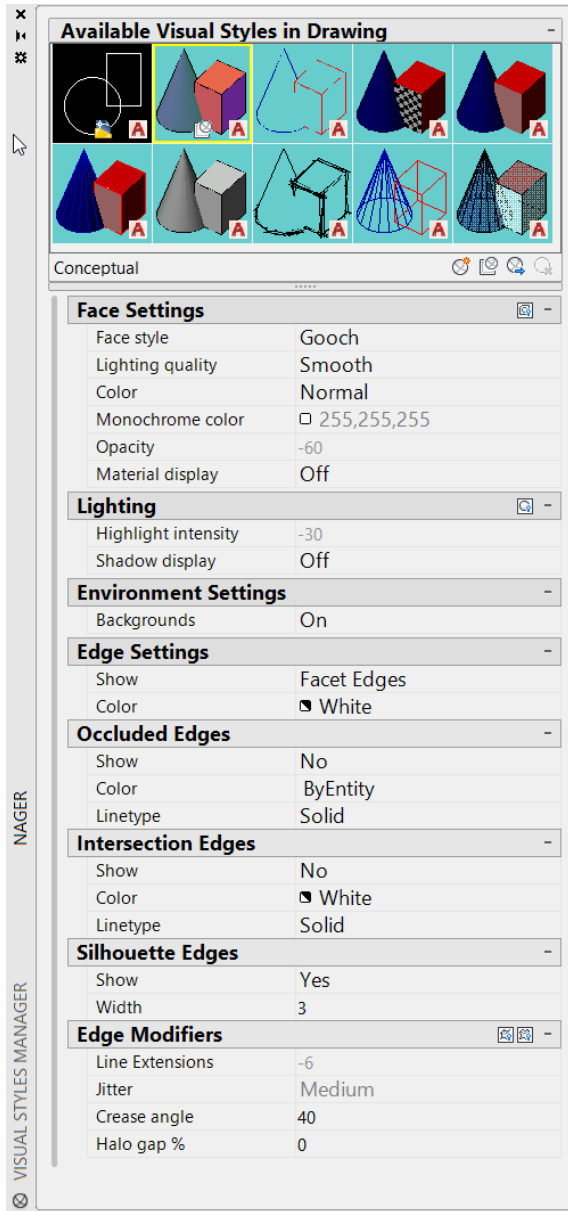 Available Visual Styles in Drawing
A A A A A
A A A A A
Conceptual
Face Settings
Face style Gooch
Lighting quality Smooth
Color Normal
Monochrome color 255,255,255
Opacity -60
Material display Off
Lighting
Highlight intensity -30
Shadow display Off
Environment Settings
Backgrounds On
Edge Settings
Show Facet Edges
Color White
Occluded Edges
Show No
Color ByEntity
Linetype Solid
Intersection Edges
Show No
Color White
Linetype Solid
Silhouette Edges
Show Yes
Width 3
Edge Modifiers
Line Extensions -6
Jitter Medium
Crease angle 40
Halo gap % 0
NAGER
VISUAL STYLES MANAGER